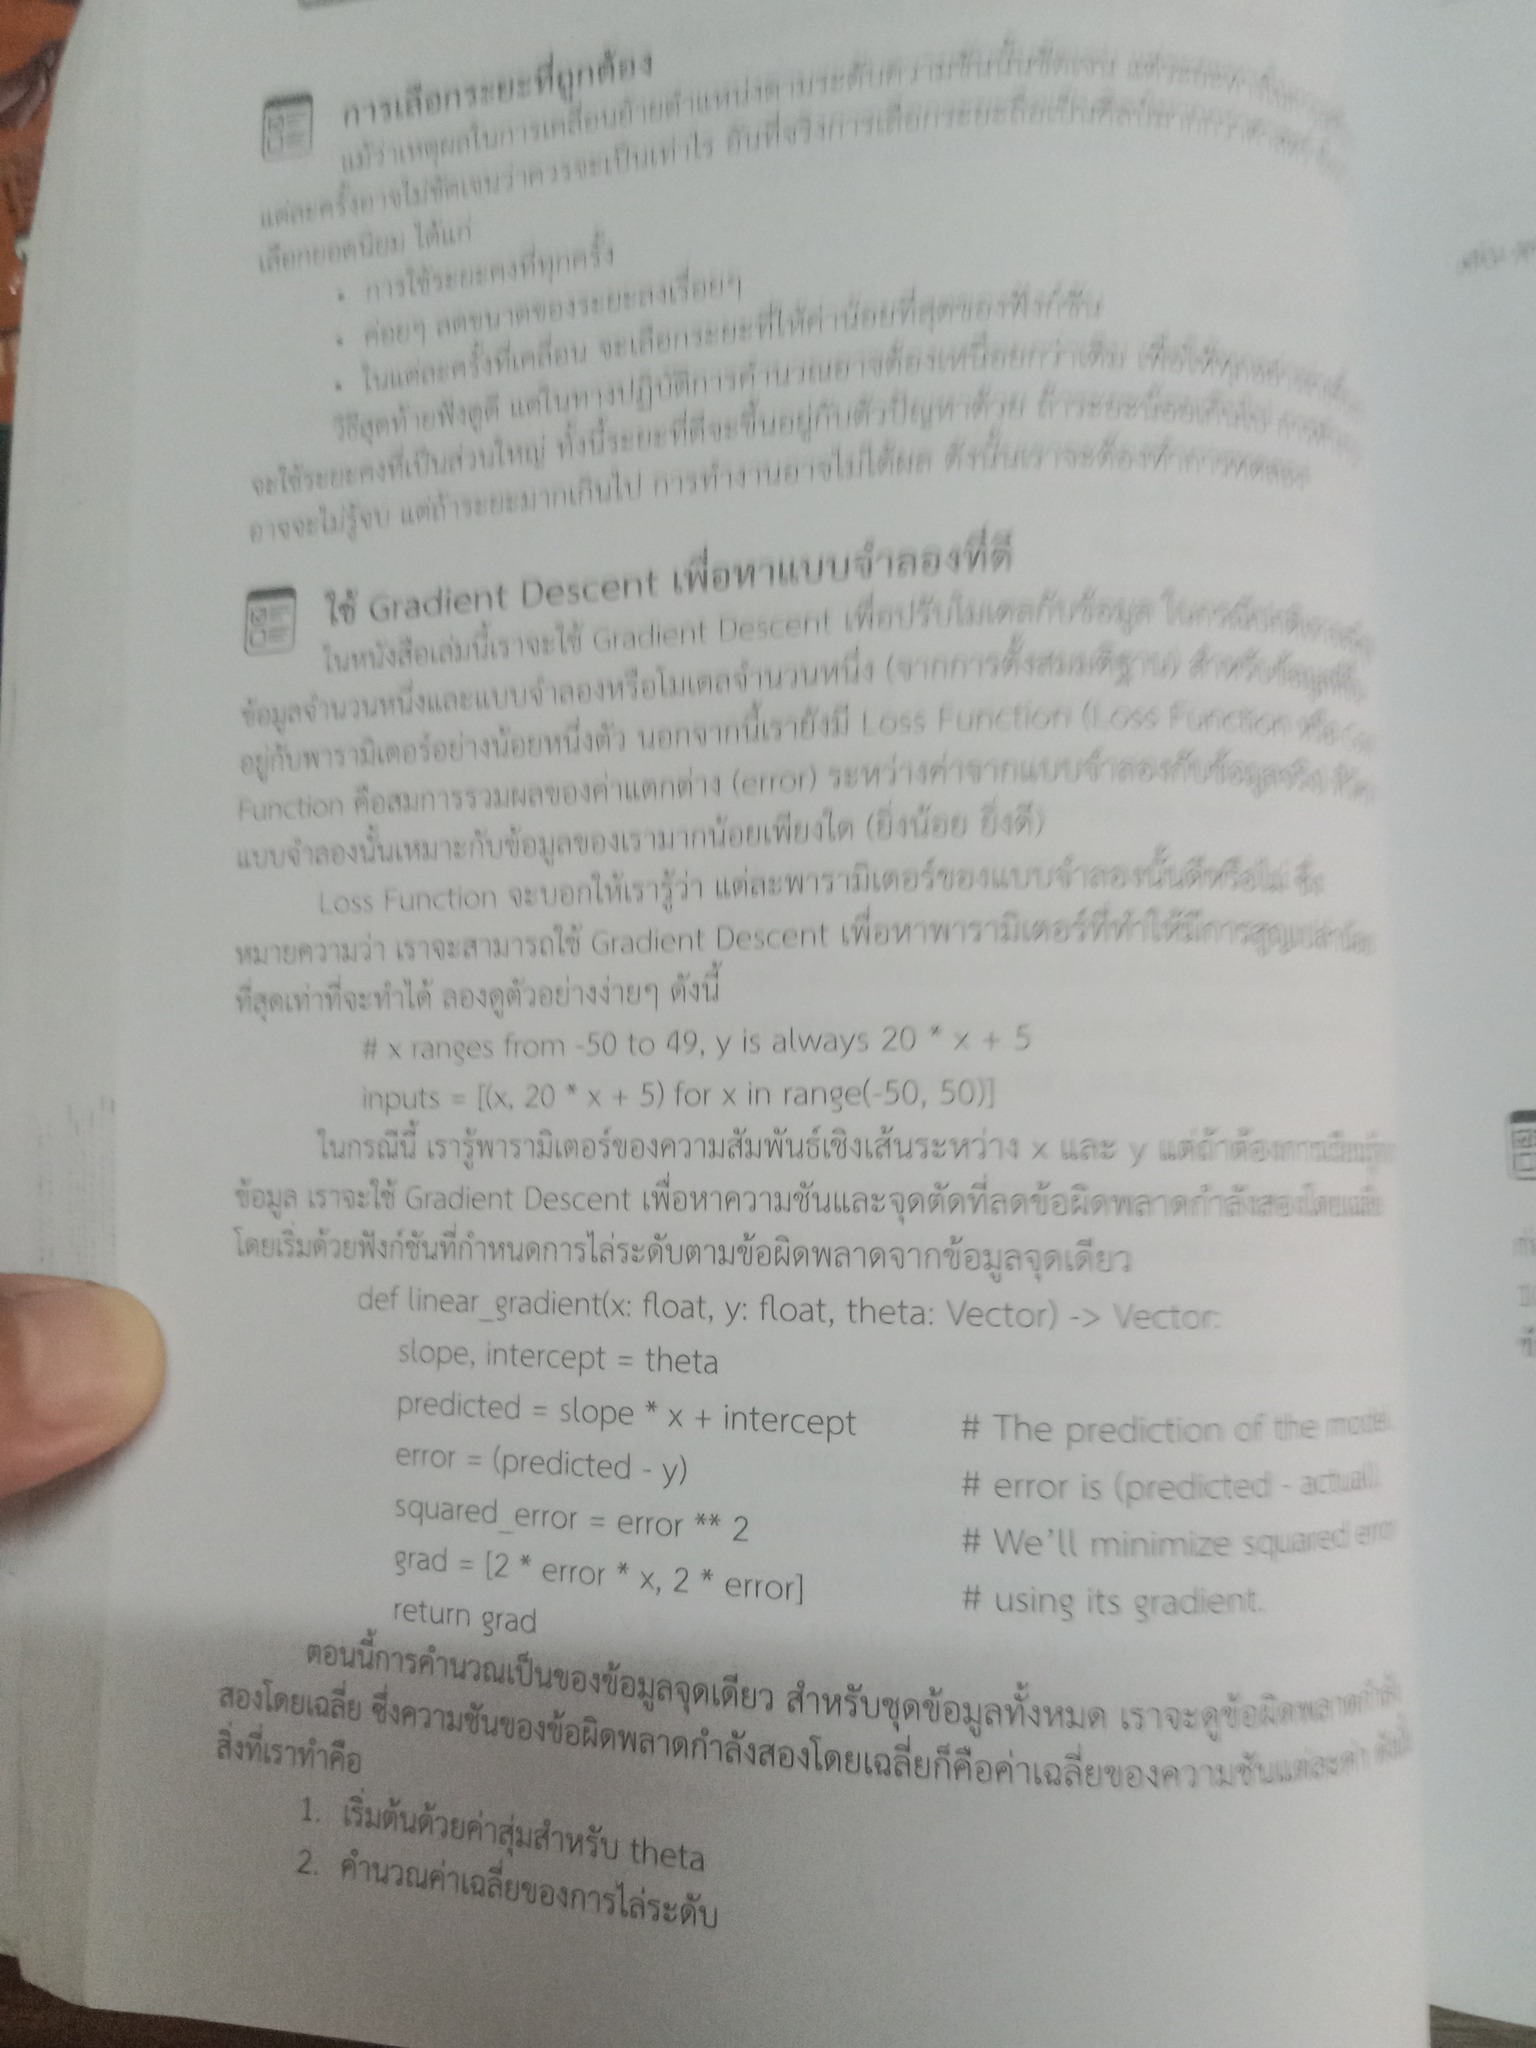 การเลือกระยะที่ถูกต้อง
แม้ว่าเหตุผลในการเคลื่อนย้ายตำแหน่งตามระดับความชันนั้นชัดเจน แต่ระยะ
แต่ละครั้งอาจไม่ชัดเจนว่าควรจะเป็นเท่าไร อันที่จริงการเลือกระยะถือเป็นศิลปะมากกว่า
เลือกยอดนิยม ได้แก่
• การใช้ระยะคงที่ทุกครั้ง
• ค่อยๆ ลดขนาดของระยะลงเรื่อยๆ
• ในแต่ละครั้งที่เคลื่อน จะเลือกระยะที่ให้ค่าน้อยที่สุดของฟังก์ชัน
วิธีสุดท้ายฟังดูดี แต่ในทางปฏิบัติการคำนวณอาจต้องเหนื่อยกว่าเดิม เพื่อให้ทุกอย่าง
จะใช้ระยะคงที่เป็นส่วนใหญ่ ทั้งนี้ระยะที่ดีจะขึ้นอยู่กับตัวปัญหาด้วย ถ้าระยะน้อยเกินไป
อาจจะไม่รู้จบ แต่ถ้าระยะมากเกินไป การทำงานอาจไม่ได้ผล ดังนั้นเราจะต้องทำการทดลอง
ใช้ Gradient Descent เพื่อหาแบบจำลองที่ดี
ในหนังสือเล่มนี้เราจะใช้ Gradient Descent เพื่อปรับโมเดลกับข้อมูล ในกรณีปกติ
ข้อมูลจำนวนหนึ่งและแบบจำลองหรือโมเดลจำนวนหนึ่ง (จากการตั้งสมมติฐาน) สำหรับข้อมูล
อยู่กับพารามิเตอร์อย่างน้อยหนึ่งตัว นอกจากนี้เรายังมี Loss Function (Loss Function หรือ
Function คือสมการรวมผลของค่าแตกต่าง (error) ระหว่างค่าจากแบบจำลองกับข้อมูลจริง
แบบจำลองนั้นเหมาะกับข้อมูลของเรามากน้อยเพียงใด (ยิ่งน้อย ยิ่งดี)
Loss Function จะบอกให้เรารู้ว่า แต่ละพารามิเตอร์ของแบบจำลองนั้นดีหรือไม่ ซึ่ง
หมายความว่า เราจะสามารถใช้ Gradient Descent เพื่อหาพารามิเตอร์ที่ทำให้มีการสูญเปล่าน้อย
ที่สุดเท่าที่จะทำได้ ลองดูตัวอย่างง่ายๆ ดังนี้
# x ranges from -50 to 49, y is always 20 * x + 5
inputs = [(x, 20 * x + 5) for x in range(-50, 50)]
ในกรณีนี้ เรารู้พารามิเตอร์ของความสัมพันธ์เชิงเส้นระหว่าง x และ y แต่ถ้าต้องการเรียนรู้
ข้อมูล เราจะใช้ Gradient Descent เพื่อหาความชันและจุดตัดที่ลดข้อผิดพลาดกำลังสองโดยเฉลี่ย
โดยเริ่มด้วยฟังก์ชันที่กำหนดการไล่ระดับตามข้อผิดพลาดจากข้อมูลจุดเดียว
def linear_gradient(x: float, y: float, theta: Vector) -> Vector:
slope, intercept = theta
predicted = slope * x + intercept # The prediction of the model.
error = (predicted - y) # error is (predicted - actual).
squared_error = error ** 2 # We'll minimize squared error
grad = [2 * error * x, 2 * error] # using its gradient.
return grad
ตอนนี้การคำนวณเป็นของข้อมูลจุดเดียว สำหรับชุดข้อมูลทั้งหมด เราจะดูข้อผิดพลาดกำลัง
สองโดยเฉลี่ย ซึ่งความชันของข้อผิดพลาดกำลังสองโดยเฉลี่ยก็คือค่าเฉลี่ยของความชันแต่ละค่า ดังนั้น
สิ่งที่เราทำคือ
1. เริ่มต้นด้วยค่าสุ่มสำหรับ theta
2. คำนวณค่าเฉลี่ยของการไล่ระดับ